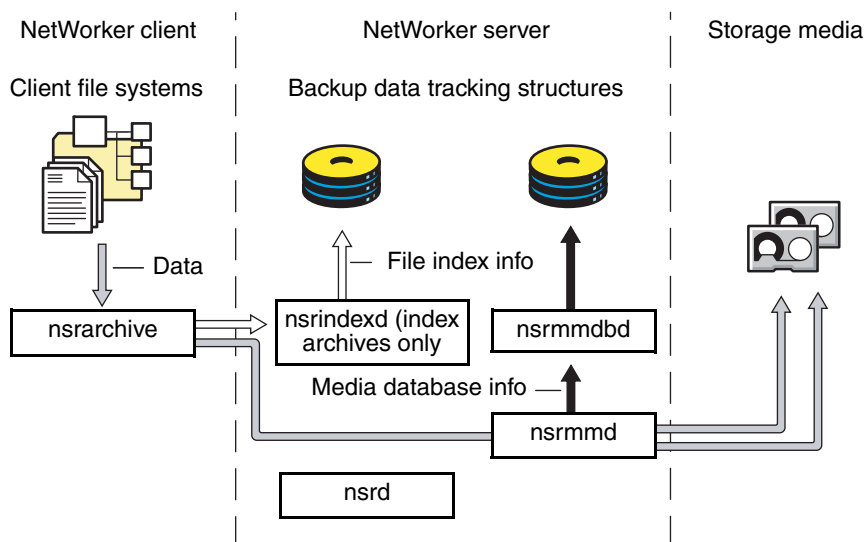 NetWorker client
NetWorker server
Storage media
Client file systems
Backup data tracking structures
Data
File index info
nsrarchive
nsrindexd (index
archives only
nsrmmdbd
Media database info
nsrmmd
nsrd